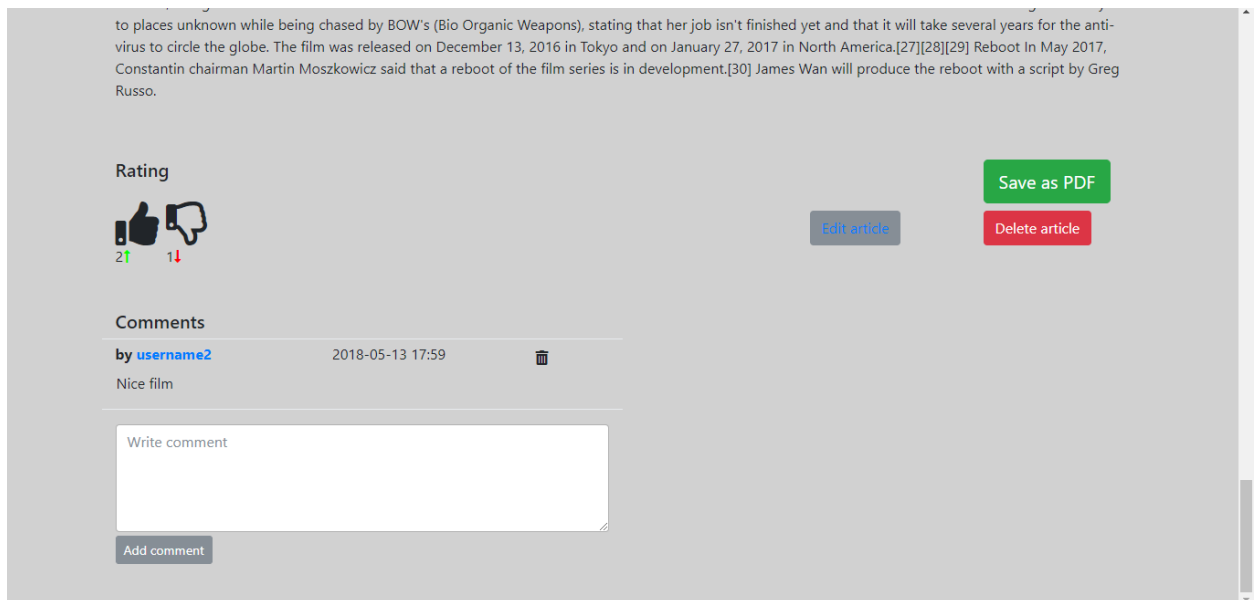 to places unknown while being chased by BOW's (Bio Organic Weapons), stating that her job isn't finished yet and that it will take several years for the anti-
virus to circle the globe. The film was released on December 13, 2016 in Tokyo and on January 27, 2017 in North America.[27][28][29] Reboot In May 2017,
Constantin chairman Martin Moszkowicz said that a reboot of the film series is in development.[30] James Wan will produce the reboot with a script by Greg
Russo.
Rating
Save as PDF
Edit article
Delete article
2 1
Comments
by username2 2018-05-13 17:59
Nice film
Write comment
Add comment